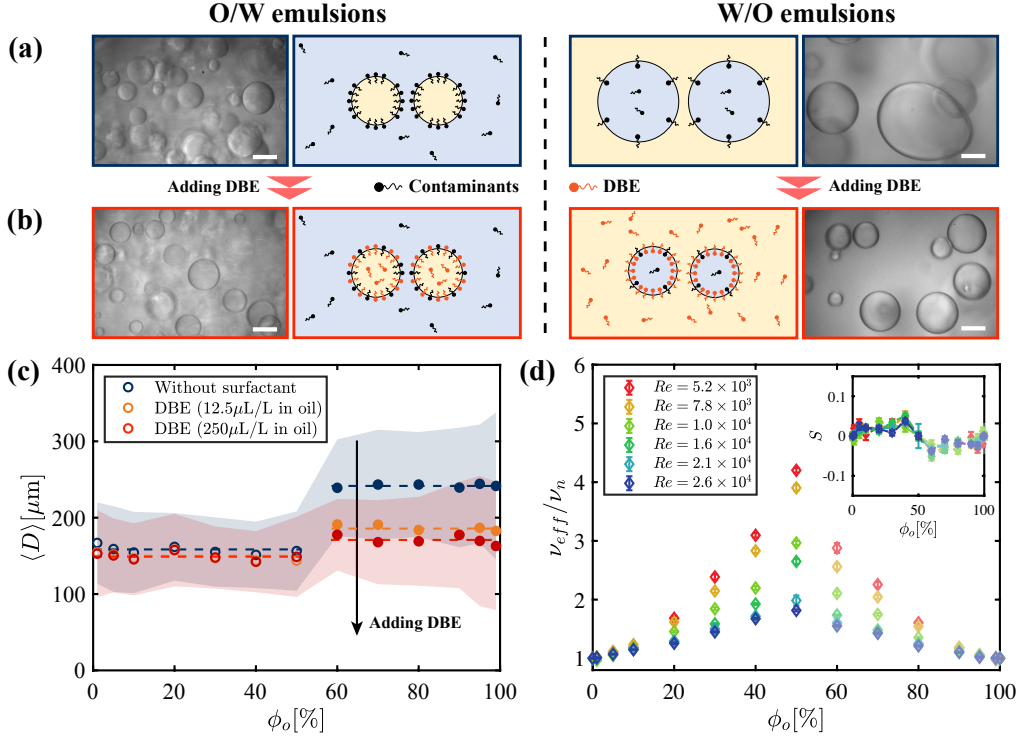 O/W emulsions
W/O emulsions
(a)
Adding DBE
Contaminants
DBE
Adding DBE
(b)
(c)
400
300
200
100
0
⟨D⟩[μm]
Without surfactant
DBE (12.5μL/L in oil)
DBE (250μL/L in oil)
Adding DBE
0
20
40
60
80
100
ϕₒ[%]
(d)
6
5
4
3
2
1
ν_eff/ν_n
Re = 5.2 × 10³
Re = 7.8 × 10³
Re = 1.0 × 10⁴
Re = 1.6 × 10⁴
Re = 2.1 × 10⁴
Re = 2.6 × 10⁴
0.1
0
-0.1
S
0
50
100
ϕₒ[%]
0
20
40
60
80
100
ϕₒ[%]